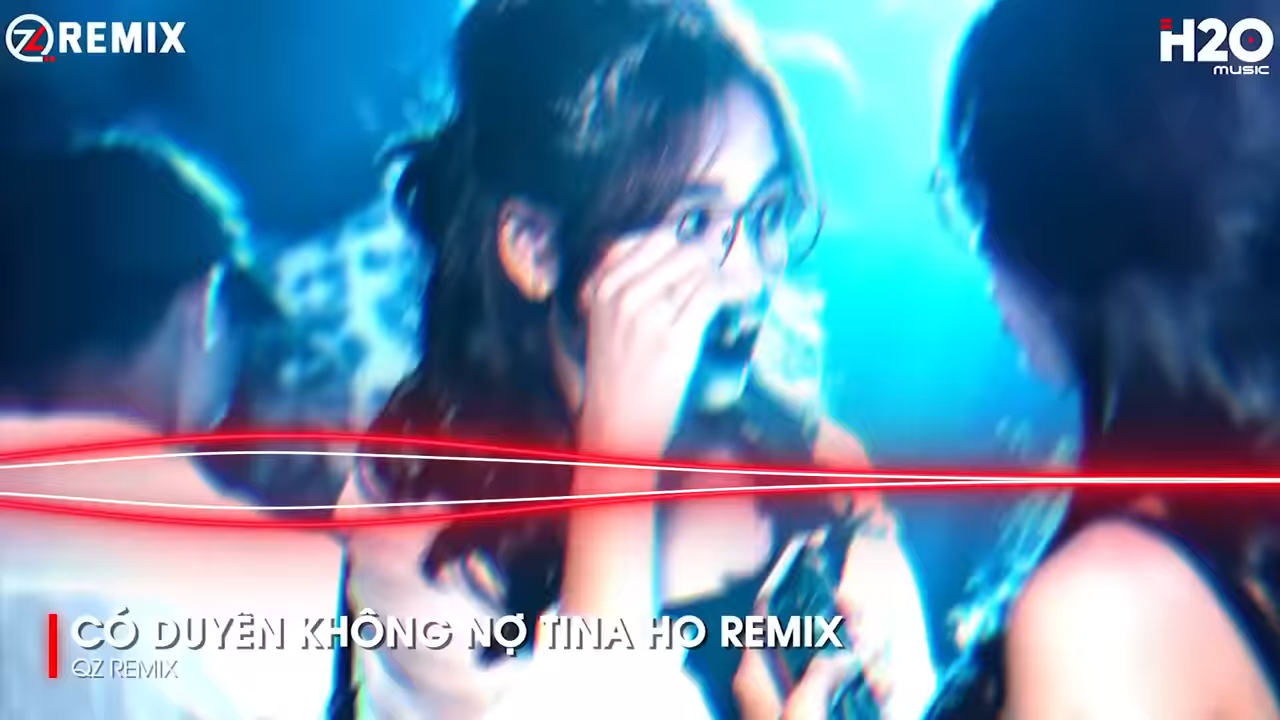 QZ REMIX
H2O
MUSIC
CÓ DUYÊN KHÔNG NỢ TINA HO REMIX
QZ REMIX